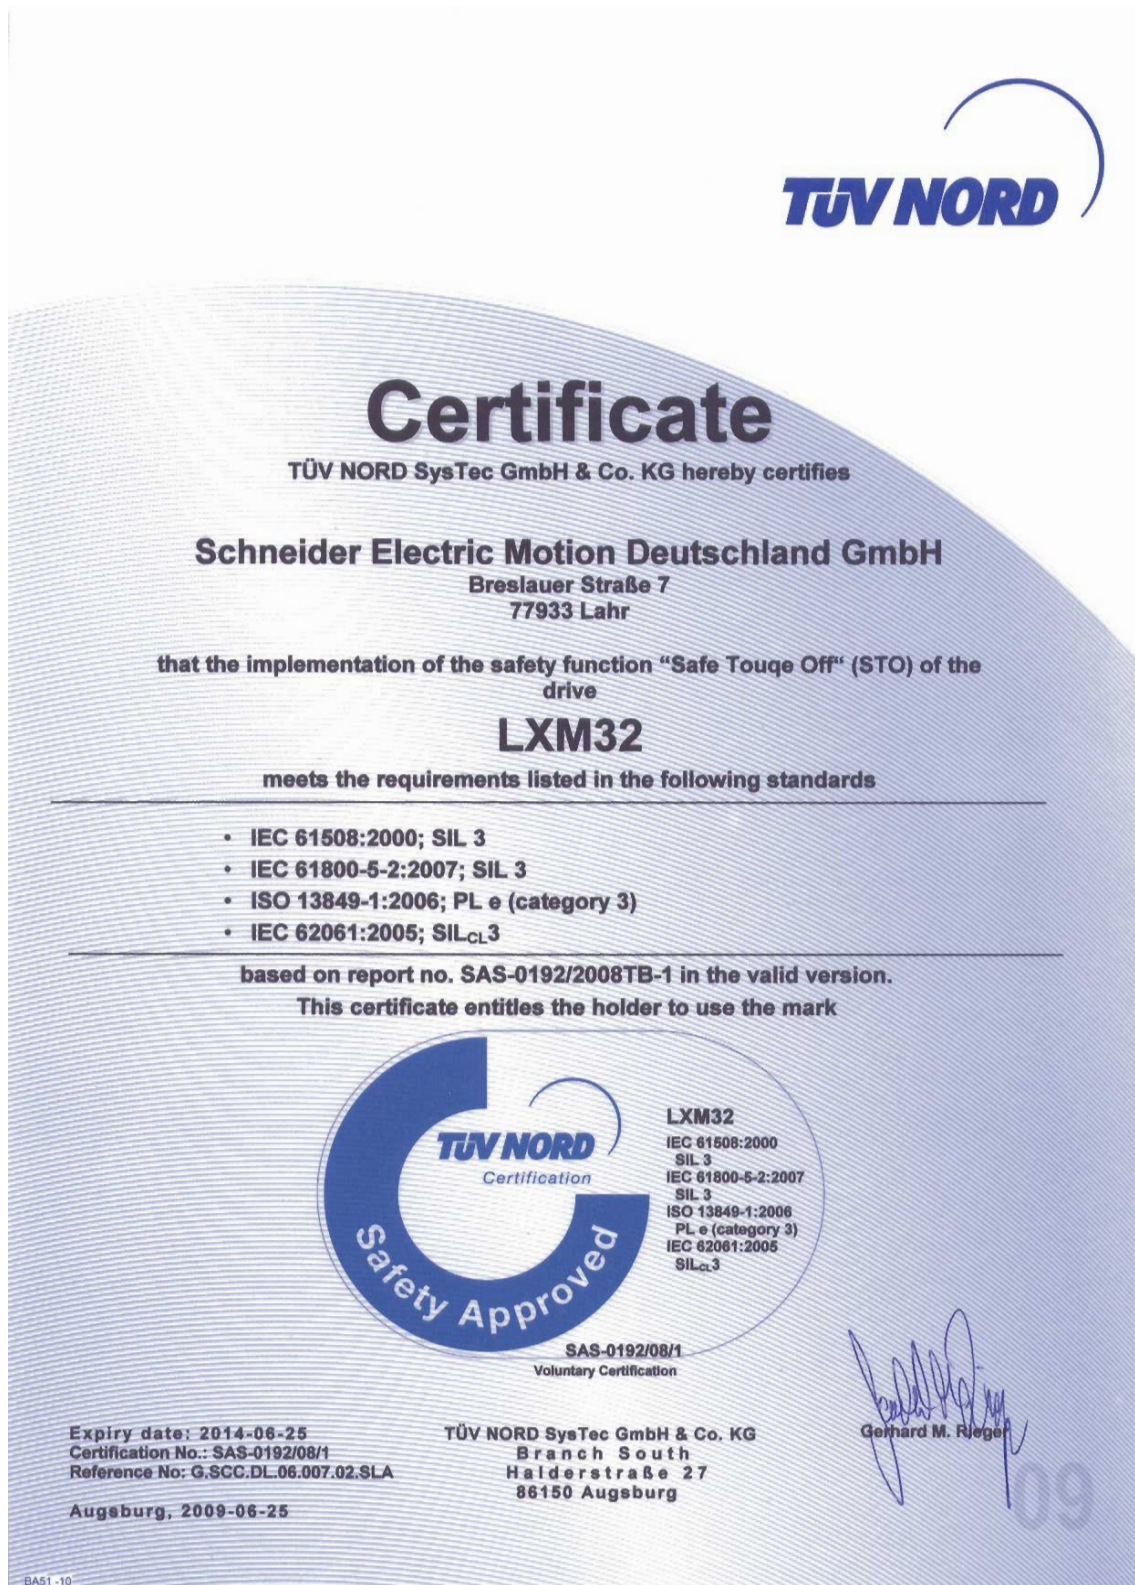 TÜV NORD
Certificate
TÜV NORD SysTec GmbH & Co. KG hereby certifies
Schneider Electric Motion Deutschland GmbH
Breslauer Straße 7
77933 Lahr
that the implementation of the safety function “Safe Touqe Off“ (STO) of the
drive
LXM32
meets the requirements listed in the following standards
• IEC 61508:2000; SIL 3
• IEC 61800-5-2:2007; SIL 3
• ISO 13849-1:2006; PL e (category 3)
• IEC 62061:2005; SILCL3
based on report no. SAS-0192/2008TB-1 in the valid version.
This certificate entitles the holder to use the mark
TÜV NORD
Certification
Safety Approved
LXM32
IEC 61508:2000
SIL 3
IEC 61800-5-2:2007
SIL 3
ISO 13849-1:2006
PL e (category 3)
IEC 62061:2005
SILCL3
SAS-0192/08/1
Voluntary Certification
Expiry date: 2014-06-25
Certification No.: SAS-0192/08/1
Reference No: G.SCC.DL.06.007.02.SLA
Augsburg, 2009-06-25
TÜV NORD SysTec GmbH & Co. KG
Branch South
Halderstraße 27
86150 Augsburg
Gerhard M. Rieger
09
BA51-10